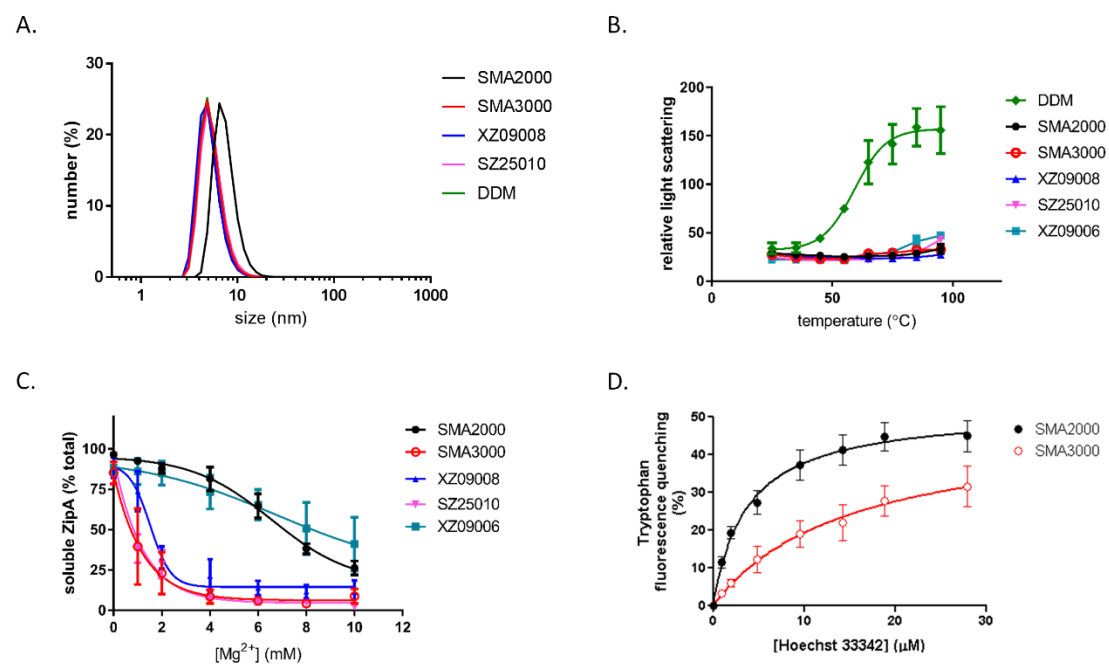 A.
number (%)
30
20
10
0
1
10
100
1000
size (nm)
SMA2000
SMA3000
XZ09008
SZ25010
DDM
B.
relative light scattering
200
150
100
50
0
0
50
100
temperature (°C)
DDM
SMA2000
SMA3000
XZ09008
SZ25010
XZ09006
C.
soluble ZipA (% total)
100
75
50
25
0
0
2
4
6
8
10
12
[Mg²⁺] (mM)
SMA2000
SMA3000
XZ09008
SZ25010
XZ09006
D.
Tryptophan
fluorescence quenching
(%)
50
40
30
20
10
0
0
10
20
30
[Hoechst 33342] (μM)
SMA2000
SMA3000